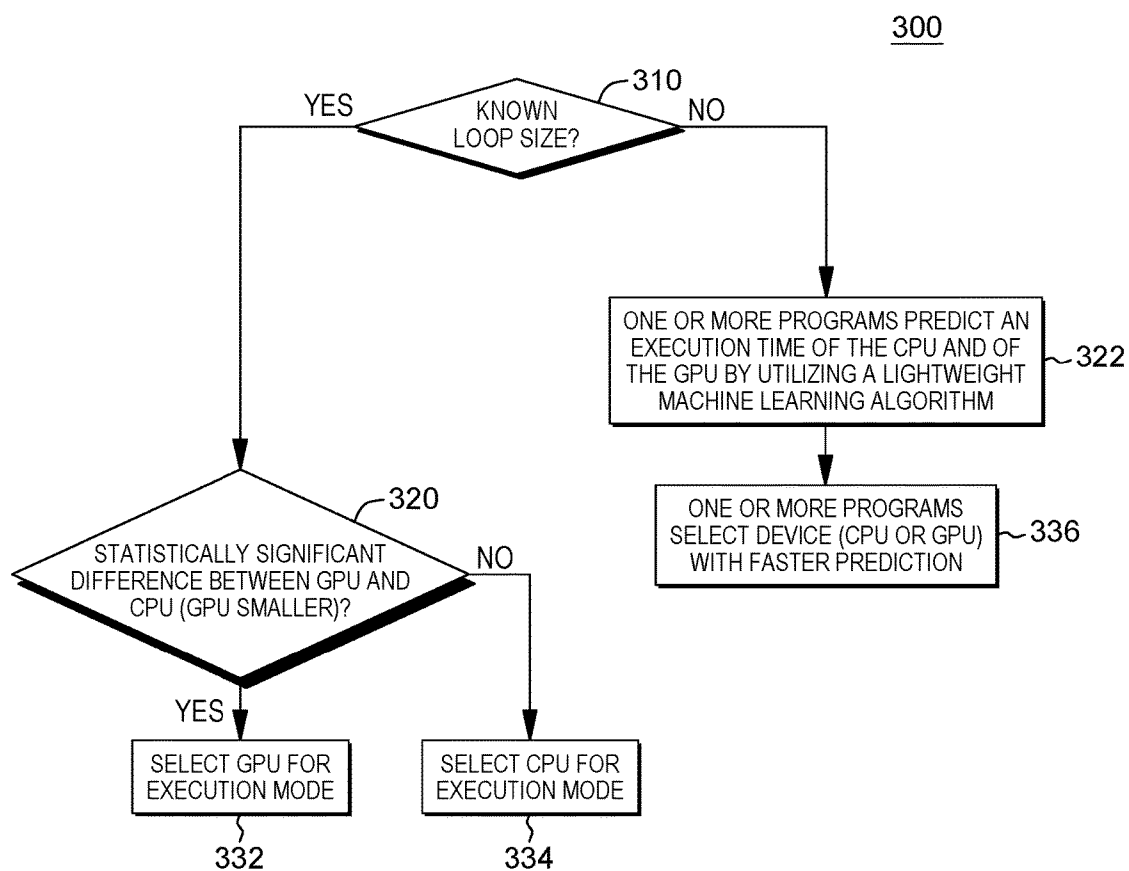 300
310
YES
NO
KNOWN
LOOP SIZE?
ONE OR MORE PROGRAMS PREDICT AN
EXECUTION TIME OF THE CPU AND OF
THE GPU BY UTILIZING A LIGHTWEIGHT
MACHINE LEARNING ALGORITHM
322
320
STATISTICALLY SIGNIFICANT
DIFFERENCE BETWEEN GPU AND
CPU (GPU SMALLER)?
NO
ONE OR MORE PROGRAMS
SELECT DEVICE (CPU OR GPU)
WITH FASTER PREDICTION
336
YES
SELECT GPU FOR
EXECUTION MODE
332
SELECT CPU FOR
EXECUTION MODE
334